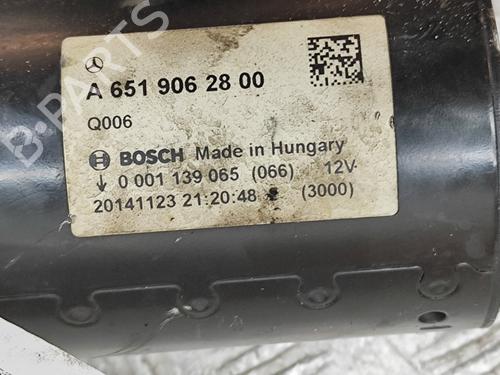 A 651 906 28 00
Q006
BOSCH Made in Hungary
0 001 139 065 (066) 12V
20141123 21:20:48 (3000)
B-PARTS